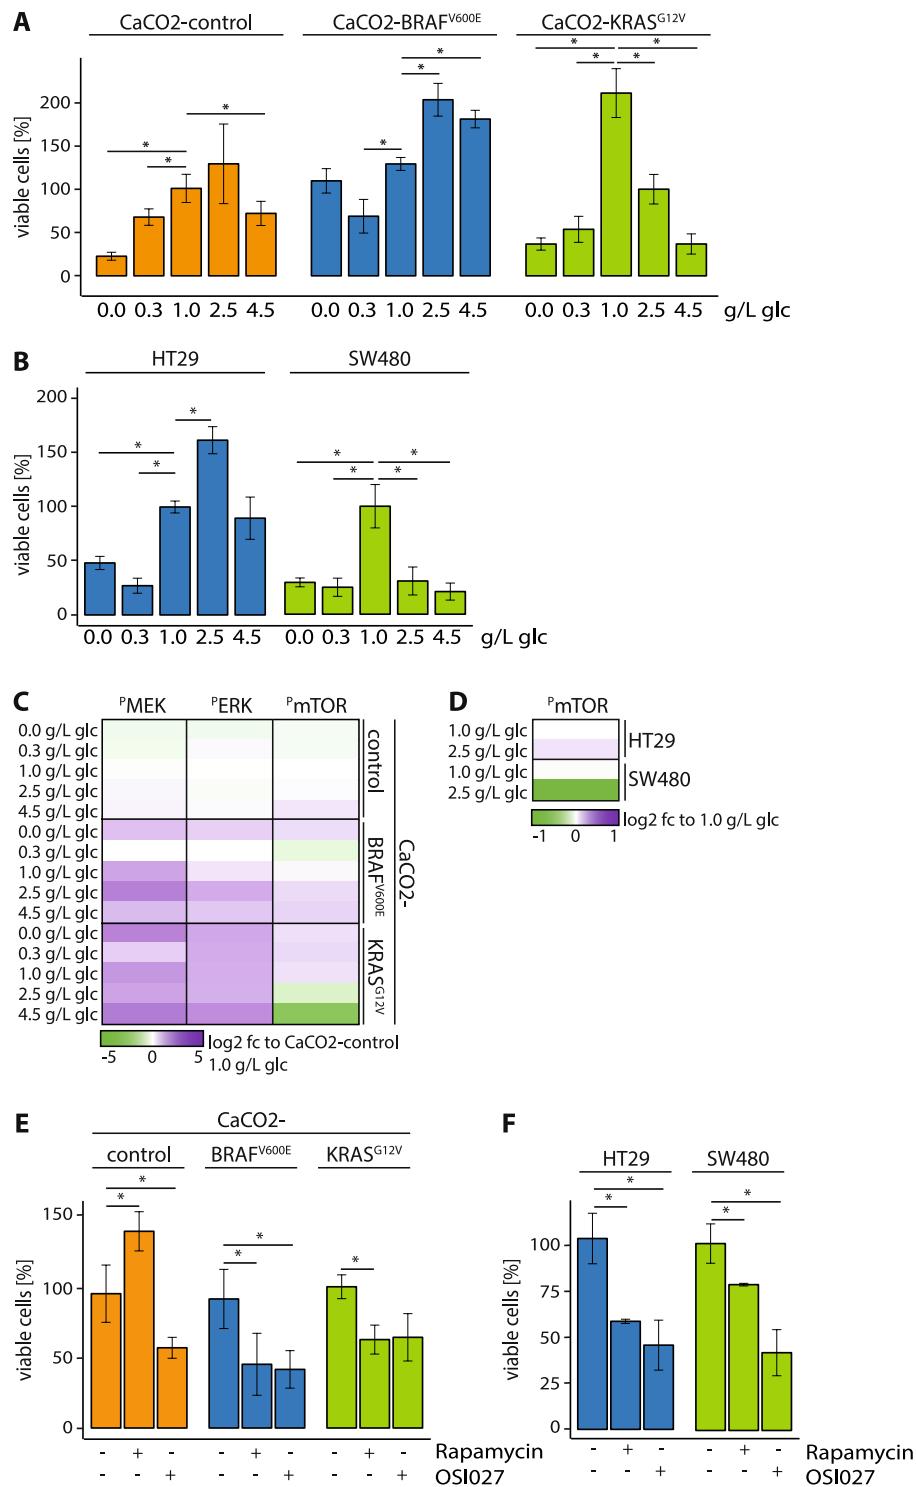 A
CaCO2-control CaCO2-BRAFV600E CaCO2-KRASG12V
viable cells [%]
200
150
100
50
0
* * * * * * * * * *
0.0 0.3 1.0 2.5 4.5 0.0 0.3 1.0 2.5 4.5 0.0 0.3 1.0 2.5 4.5 g/L glc
B
HT29 SW480
viable cells [%]
200
150
100
50
0
* * * * * * *
0.0 0.3 1.0 2.5 4.5 0.0 0.3 1.0 2.5 4.5 g/L glc
C
PMEK PERK PmTOR
0.0 g/L glc
0.3 g/L glc
1.0 g/L glc
2.5 g/L glc
4.5 g/L glc
0.0 g/L glc
0.3 g/L glc
1.0 g/L glc
2.5 g/L glc
4.5 g/L glc
0.0 g/L glc
0.3 g/L glc
1.0 g/L glc
2.5 g/L glc
4.5 g/L glc
control
BRAFV600E
KRASG12V
CaCO2-
-5 0 5
log2 fc to CaCO2-control
1.0 g/L glc
D
PmTOR
1.0 g/L glc
2.5 g/L glc
HT29
1.0 g/L glc
2.5 g/L glc
SW480
-1 0 1
log2 fc to 1.0 g/L glc
E
CaCO2-
control BRAFV600E KRASG12V
viable cells [%]
150
100
50
0
* * * * *
- + - - + - - + - Rapamycin
- - + - - + - - + OSI027
F
HT29 SW480
viable cells [%]
100
75
50
25
0
* * * *
- + - - + - Rapamycin
- - + - - + OSI027